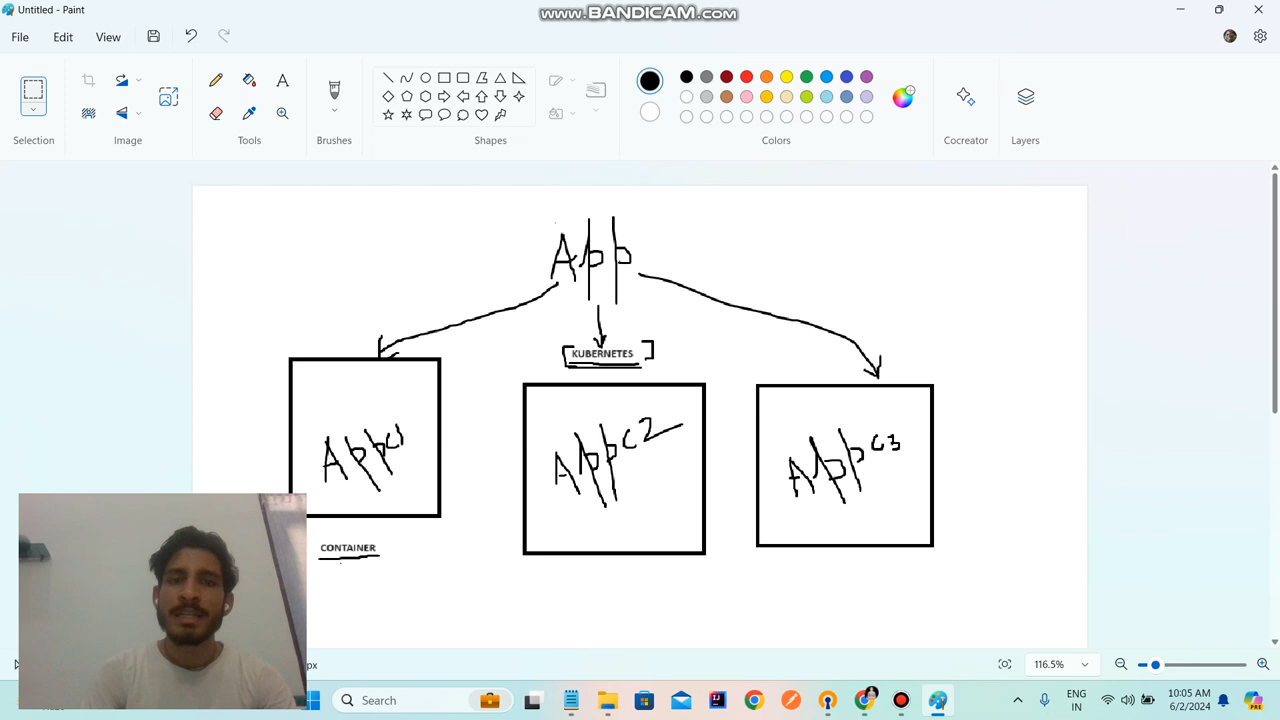 Untitled - Paint
www.BANDICAM.com
File Edit View
Selection Image Tools Brushes Shapes Colors Cocreator Layers
App
KUBERNETES
App C1
App C2
App C3
CONTAINER
px
116.5%
Search
ENG
IN
10:05 AM
6/2/2024